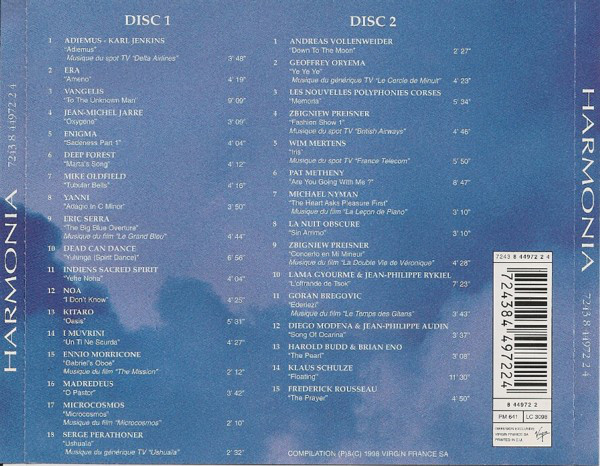 HARMONIA
7243 8 44972 2 4
DISC 1
1 ADIEMUS - KARL JENKINS
"Adiemus"
Musique du spot TV "Delta Airlines" 3' 48"
2 ERA
"Ameno" 4' 19"
3 VANGELIS
"To The Unknown Man" 9' 09"
4 JEAN-MICHEL JARRE
"Oxygene" 3' 09"
5 ENIGMA
"Sadeness Part 1" 4' 04"
6 DEEP FOREST
"Marta's Song" 4' 12"
7 MIKE OLDFIELD
"Tubular Bells" 4' 16"
8 YANNI
"Adagio In C Minor" 3' 50"
9 ERIC SERRA
"The Big Blue Overture"
Musique du film "Le Grand Bleu" 4' 44"
10 DEAD CAN DANCE
"Yulunga (Spirit Dance)" 6' 56"
11 INDIENS SACRED SPIRIT
"Yeha Noha" 4' 04"
12 NOA
"I Don't Know" 4' 25"
13 KITARO
"Oasis" 5' 31"
14 I MUVRINI
"Un Ti Ne Scurda" 4' 27"
15 ENNIO MORRICONE
"Gabriel's Oboe"
Musique du film "The Mission" 2' 12"
16 MADREDEUS
"O Pastor" 3' 42"
17 MICROCOSMOS
"Microcosmos"
Musique du film "Microcosmos" 2' 10"
18 SERGE PERATHONER
"Ushuaïa"
Musique du générique TV "Ushuaïa" 2' 32"
DISC 2
1 ANDREAS VOLLENWEIDER
"Down To The Moon" 2' 27"
2 GEOFFREY ORYEMA
"Ye Ye Ye"
Musique du générique TV "Le Cercle de Minuit" 4' 23"
3 LES NOUVELLES POLYPHONIES CORSES
"Memoria" 5' 34"
4 ZBIGNIEW PREISNER
"Fashion Show 1"
Musique du spot TV "British Airways" 4' 46"
5 WIM MERTENS
"Iris"
Musique du spot TV "France Telecom" 5' 50"
6 PAT METHENY
"Are You Going With Me ?" 8' 47"
7 MICHAEL NYMAN
"The Heart Asks Pleasure First"
Musique du film "La Leçon de Piano" 3' 10"
8 LA NUIT OBSCURE
"Sin Ammo" 3' 10"
9 ZBIGNIEW PREISNER
"Concerto en Mi Mineur"
Musique du film "La Double Vie de Véronique" 4' 28"
10 LAMA GYOURME & JEAN-PHILIPPE RYKIEL
"L'offrande de Tsok" 7' 23"
11 GORAN BREGOVIC
"Ederlezi"
Musique du film "Le Temps des Gitans" 3' 43"
12 DIEGO MODENA & JEAN-PHILIPPE AUDIN
"Song Of Ocarina" 3' 37"
13 HAROLD BUDD & BRIAN ENO
"The Pearl" 3' 08"
14 KLAUS SCHULZE
"Floating" 11' 30"
15 FREDERICK ROUSSEAU
"The Prayer" 4' 50"
COMPILATION (P)&(C) 1998 VIRGIN FRANCE SA
7243 8 44972 2 4
724384497224
8 44972 2
PM 641 LC 3098
VIRGIN FRANCE SA
Virgin
HARMONIA
7243 8 44972 2 4